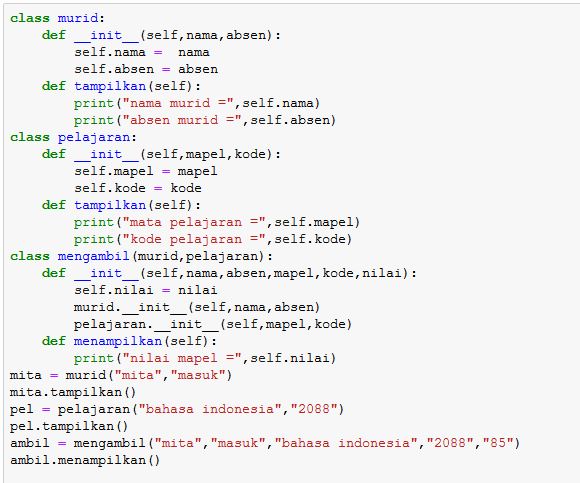 class murid:
    def __init__(self,nama,absen):
        self.nama =  nama
        self.absen = absen
    def tampilkan(self):
        print("nama murid =",self.nama)
        print("absen murid =",self.absen)
class pelajaran:
    def __init__(self,mapel,kode):
        self.mapel = mapel
        self.kode = kode
    def tampilkan(self):
        print("mata pelajaran =",self.mapel)
        print("kode pelajaran =",self.kode)
class mengambil(murid,pelajaran):
    def __init__(self,nama,absen,mapel,kode,nilai):
        self.nilai = nilai
        murid.__init__(self,nama,absen)
        pelajaran.__init__(self,mapel,kode)
    def menampilkan(self):
        print("nilai mapel =",self.nilai)
mita = murid("mita","masuk")
mita.tampilkan()
pel = pelajaran("bahasa indonesia","2088")
pel.tampilkan()
ambil = mengambil("mita","masuk","bahasa indonesia","2088","85")
ambil.menampilkan()